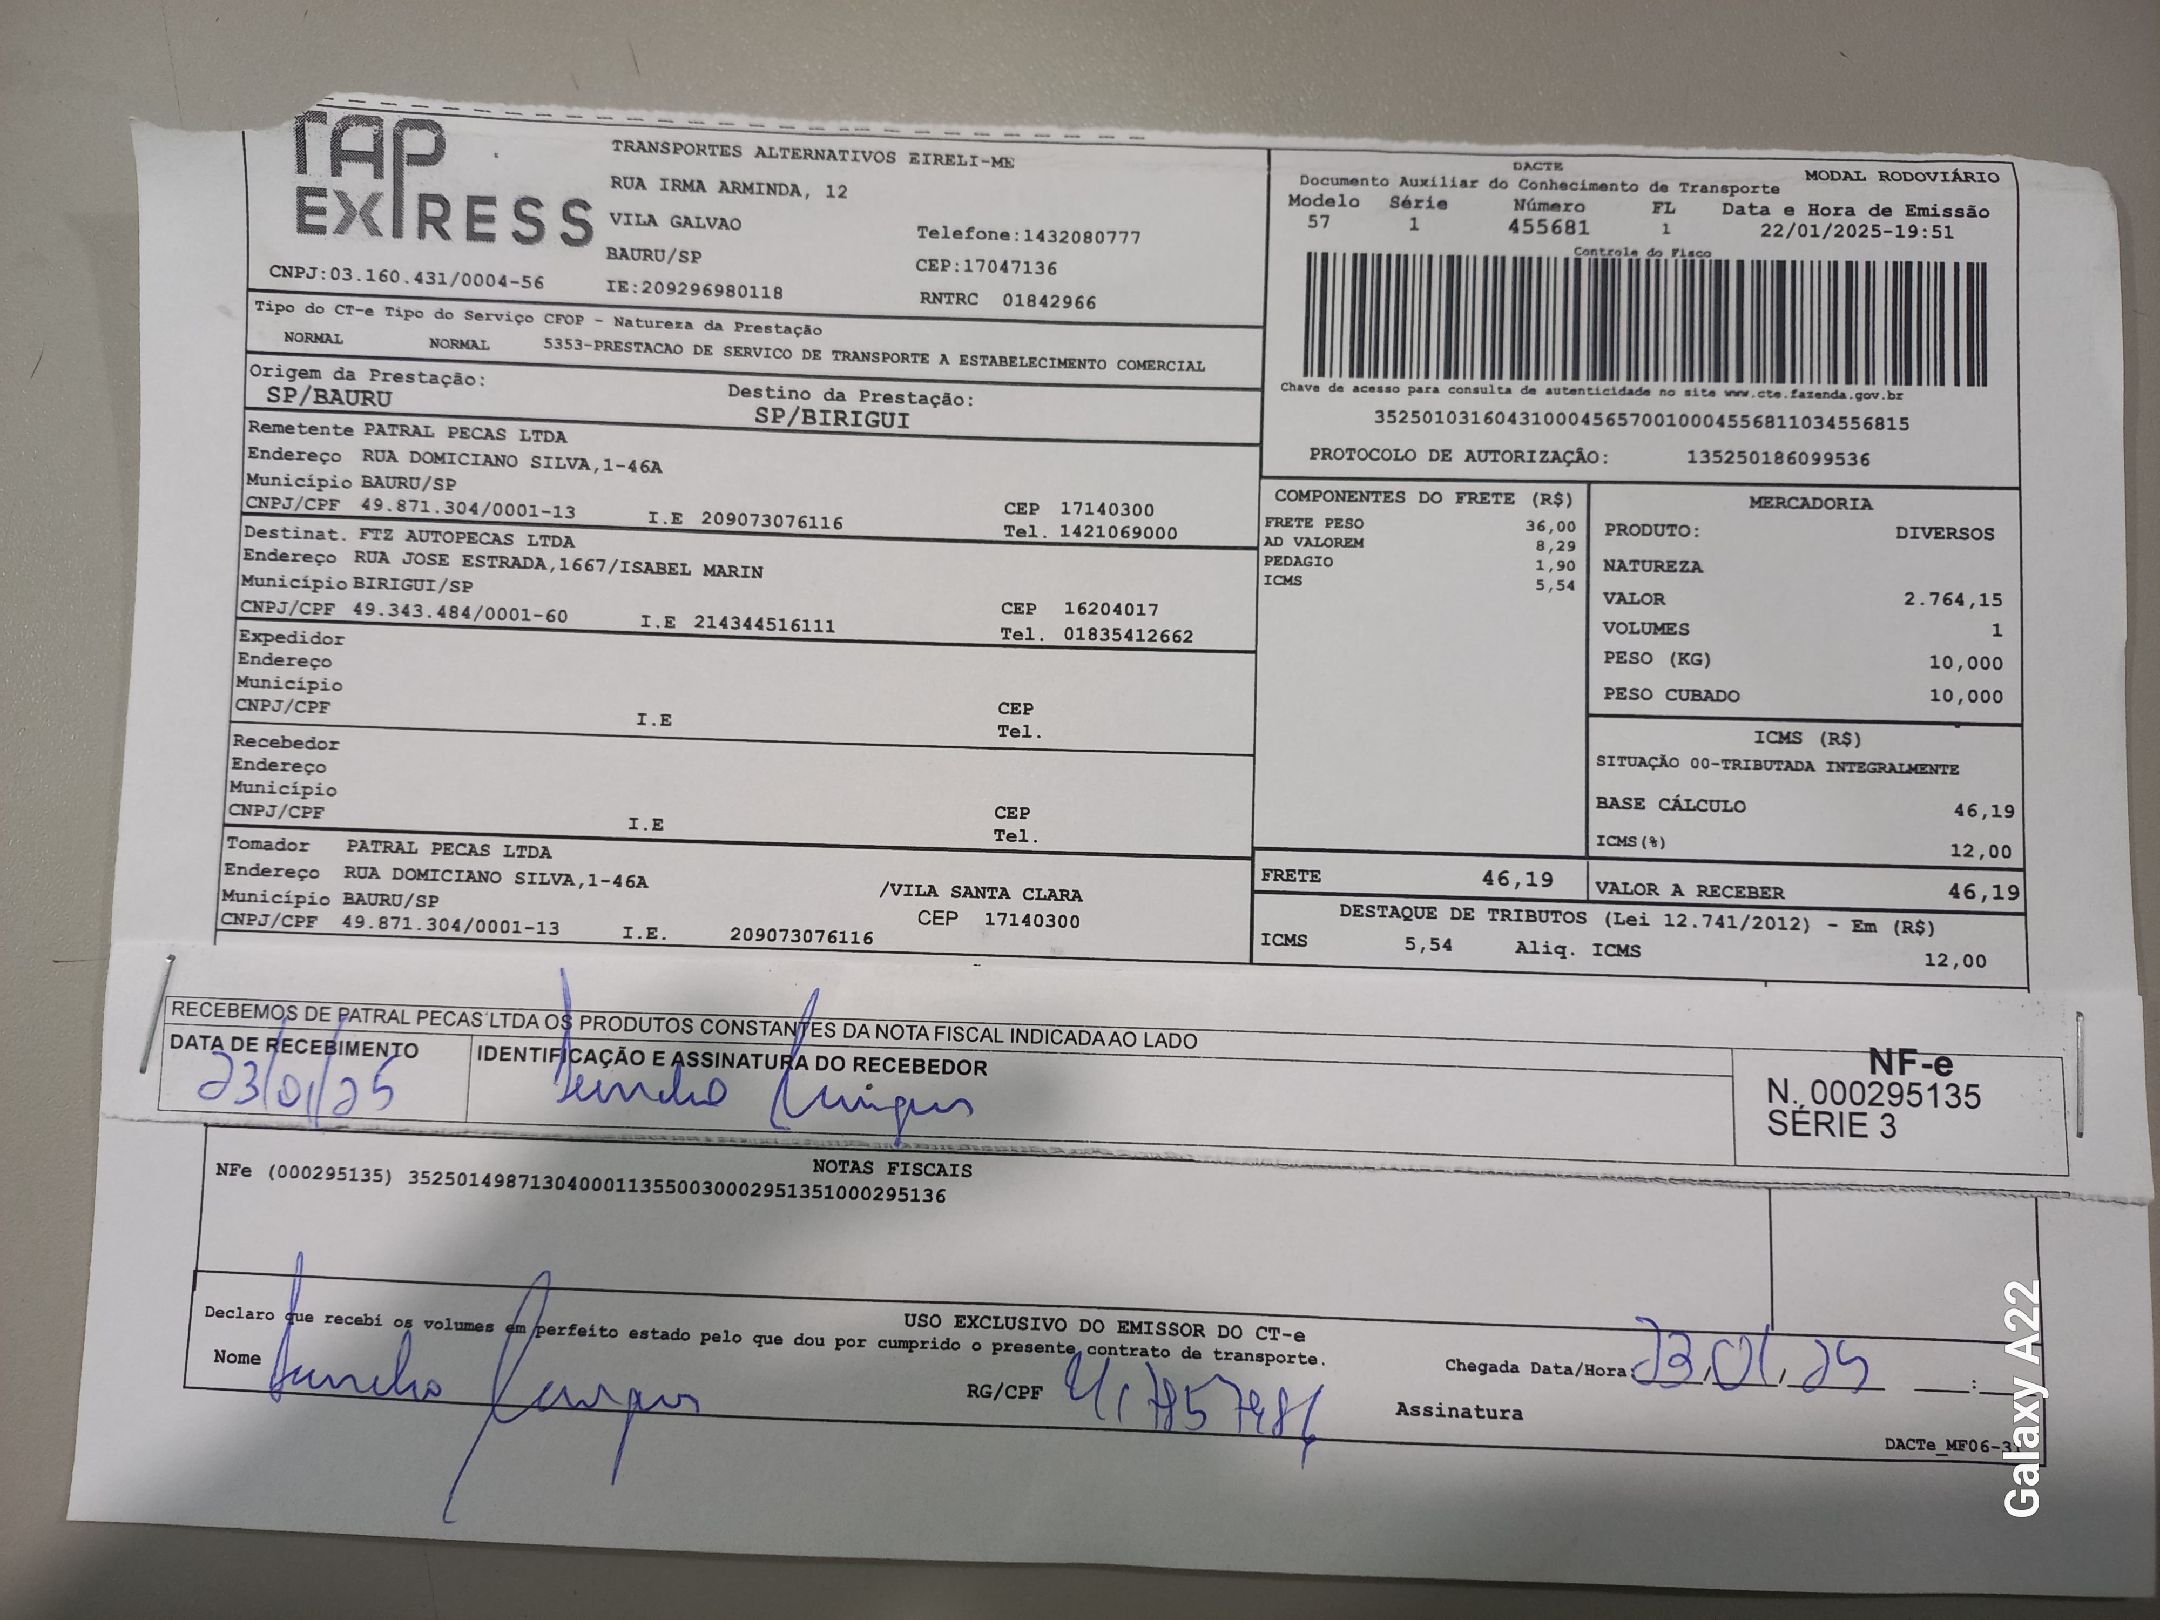 TAP
EXPRESS
CNPJ:03.160.431/0004-56
TRANSPORTES ALTERNATIVOS EIRELI-ME
RUA IRMA ARMINDA, 12
VILA GALVAO
BAURU/SP
IE:209296980118
Telefone:1432080777
CEP:17047136
RNTRC 01842966
DACTE
MODAL RODOVIÁRIO
Documento Auxiliar do Conhecimento de Transporte
Modelo Série Número FL Data e Hora de Emissão
57 1 455681 1 22/01/2025-19:51
Controle do Fisco
Chave de acesso para consulta de autenticidade no site www.cte.fazenda.gov.br
35250103160431000456570010004556811034556815
PROTOCOLO DE AUTORIZAÇÃO: 135250186099536
Tipo do CT-e Tipo do Serviço CFOP - Natureza da Prestação
NORMAL NORMAL 5353-PRESTACAO DE SERVICO DE TRANSPORTE A ESTABELECIMENTO COMERCIAL
Origem da Prestação: Destino da Prestação:
SP/BAURU SP/BIRIGUI
Remetente PATRAL PECAS LTDA
Endereço RUA DOMICIANO SILVA,1-46A
Município BAURU/SP CEP 17140300
CNPJ/CPF 49.871.304/0001-13 I.E 209073076116 Tel. 1421069000
Destinat. FTZ AUTOPECAS LTDA
Endereço RUA JOSE ESTRADA,1667/ISABEL MARIN
Município BIRIGUI/SP CEP 16204017
CNPJ/CPF 49.343.484/0001-60 I.E 214344516111 Tel. 01835412662
Expedidor
Endereço
Município CEP
CNPJ/CPF I.E Tel.
Recebedor
Endereço
Município CEP
CNPJ/CPF I.E Tel.
Tomador PATRAL PECAS LTDA
Endereço RUA DOMICIANO SILVA,1-46A /VILA SANTA CLARA
Município BAURU/SP CEP 17140300
CNPJ/CPF 49.871.304/0001-13 I.E. 209073076116
COMPONENTES DO FRETE (R$)
FRETE PESO 36,00
AD VALOREM 8,29
PEDAGIO 1,90
ICMS 5,54
MERCADORIA
PRODUTO: DIVERSOS
NATUREZA
VALOR 2.764,15
VOLUMES 1
PESO (KG) 10,000
PESO CUBADO 10,000
ICMS (R$)
SITUAÇÃO 00-TRIBUTADA INTEGRALMENTE
BASE CÁLCULO 46,19
ICMS(%) 12,00
FRETE 46,19 VALOR A RECEBER 46,19
DESTAQUE DE TRIBUTOS (Lei 12.741/2012) - Em (R$)
ICMS 5,54 Aliq. ICMS 12,00
RECEBEMOS DE PATRAL PECAS LTDA OS PRODUTOS CONSTANTES DA NOTA FISCAL INDICADA AO LADO
DATA DE RECEBIMENTO IDENTIFICAÇÃO E ASSINATURA DO RECEBEDOR
23/01/25
NF-e
N. 000295135
SÉRIE 3
NOTAS FISCAIS
NFe (000295135) 35250149871304000113550030002951351000295136
USO EXCLUSIVO DO EMISSOR DO CT-e
Declaro que recebi os volumes em perfeito estado pelo que dou por cumprido o presente contrato de transporte.
Nome RG/CPF Chegada Data/Hora: 23/01/25 :
Assinatura
DACTe_MF06-3
Galaxy A22